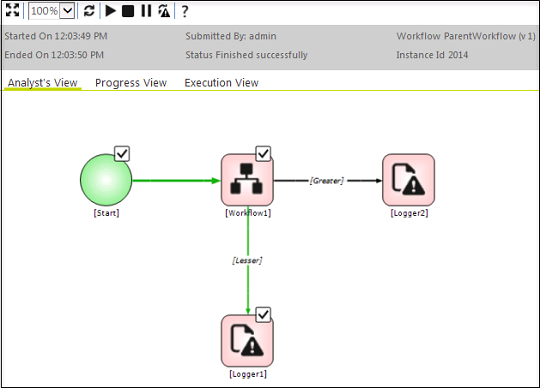 100%
?
Started On 12:03:49 PM Submitted By: admin Workflow ParentWorkflow (v 1)
Ended On 12:03:50 PM Status Finished successfully Instance Id 2014
Analyst's View Progress View Execution View
[Greater]
[Start] [Workflow1] [Logger2]
[Lesser]
[Logger1]